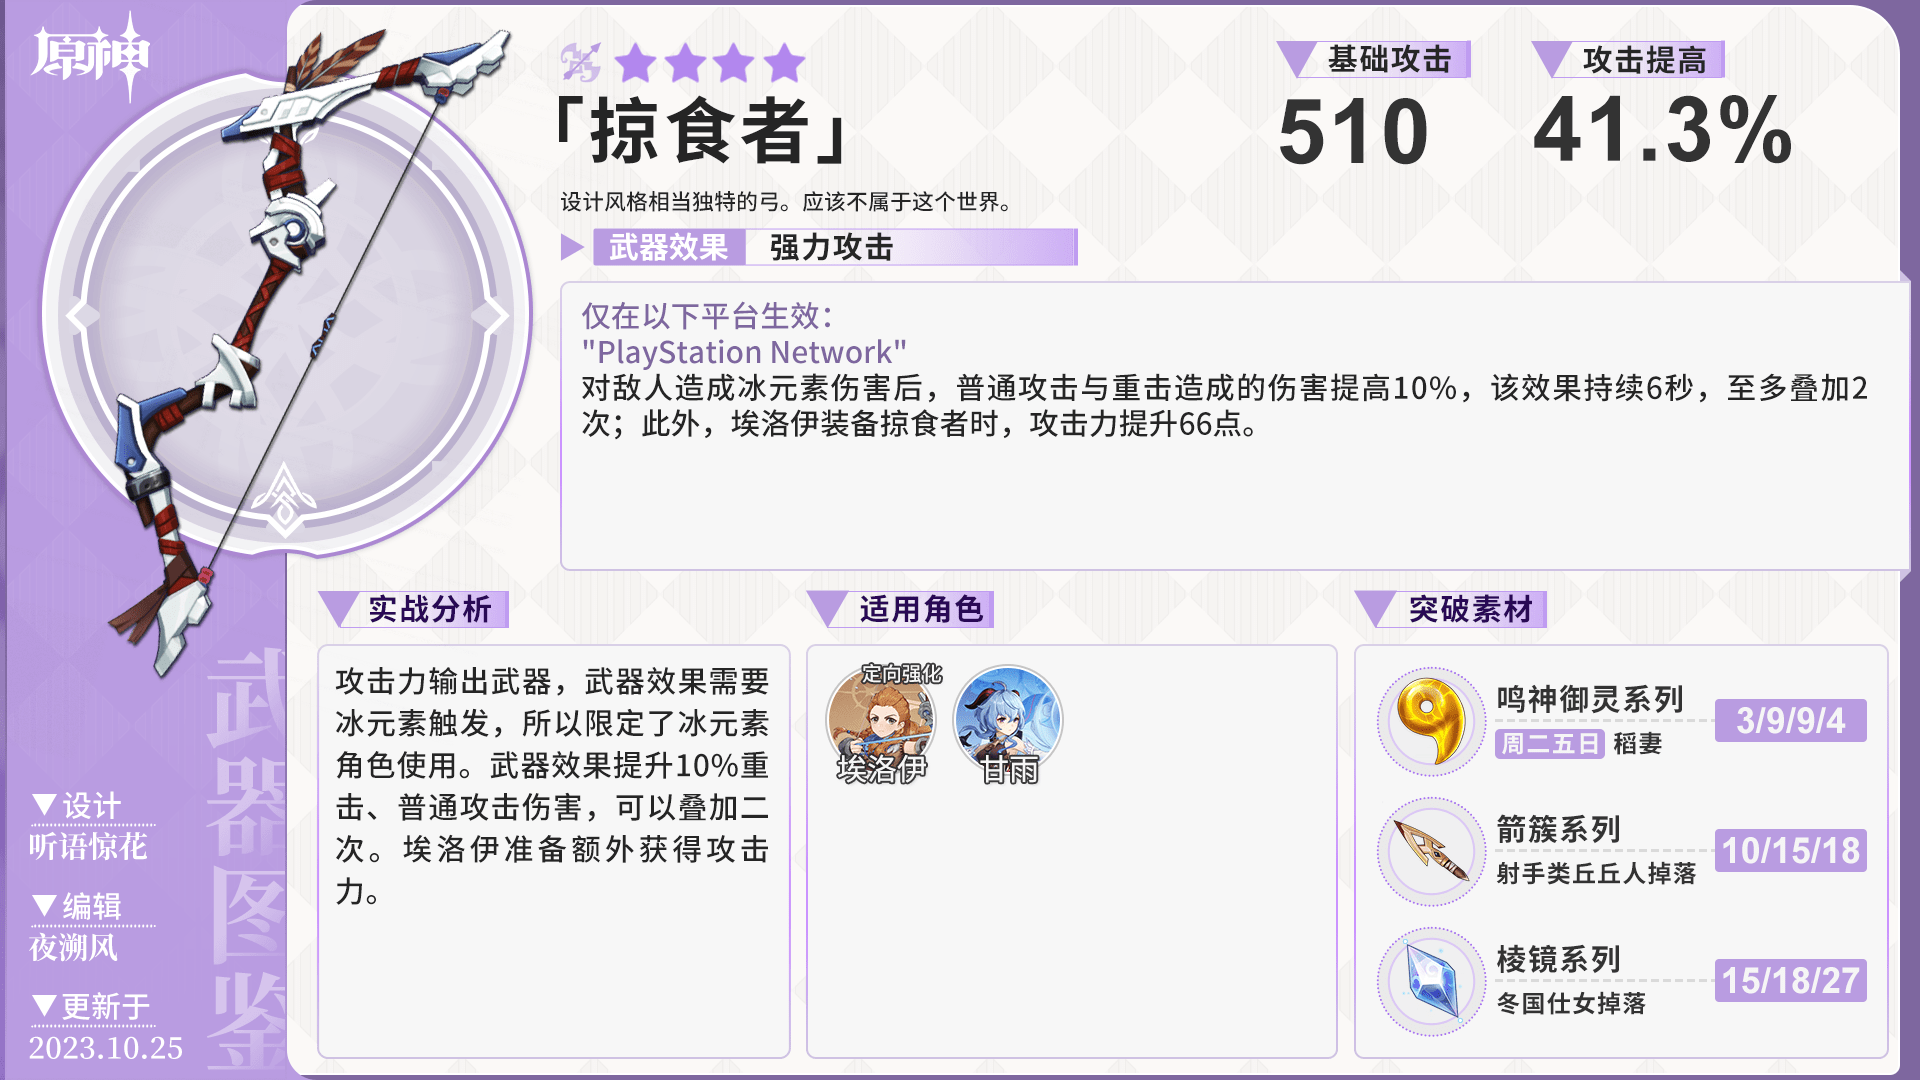 原神
「掠食者」
设计风格相当独特的弓。应该不属于这个世界。
基础攻击
510
攻击提高
41.3%
武器效果
强力攻击
仅在以下平台生效：
"PlayStation Network"
对敌人造成冰元素伤害后，普通攻击与重击造成的伤害提高10%，该效果持续6秒，至多叠加2
次；此外，埃洛伊装备掠食者时，攻击力提升66点。
实战分析
攻击力输出武器，武器效果需要
冰元素触发，所以限定了冰元素
角色使用。武器效果提升10%重
击、普通攻击伤害，可以叠加二
次。埃洛伊准备额外获得攻击
力。
适用角色
定向强化
埃洛伊
甘雨
突破素材
鸣神御灵系列
周二五日 稻妻
3/9/9/4
箭簇系列
射手类丘丘人掉落
10/15/18
棱镜系列
冬国仕女掉落
15/18/27
武器图鉴
▼设计
听语惊花
▼编辑
夜溯风
▼更新于
2023.10.25